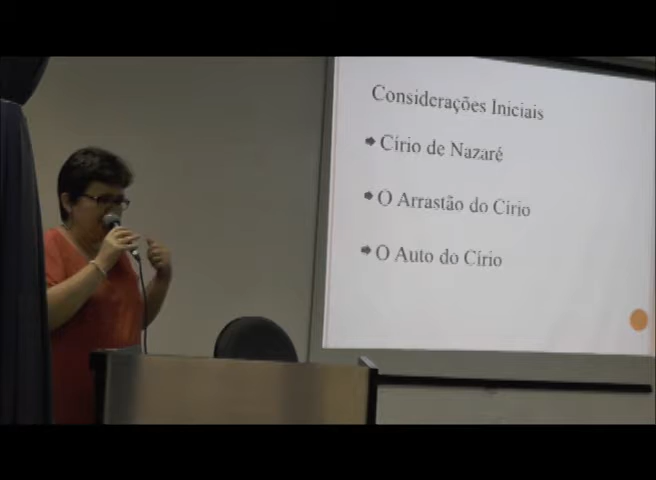 Considerações Iniciais
Círio de Nazaré
O Arrastão do Círio
O Auto do Círio